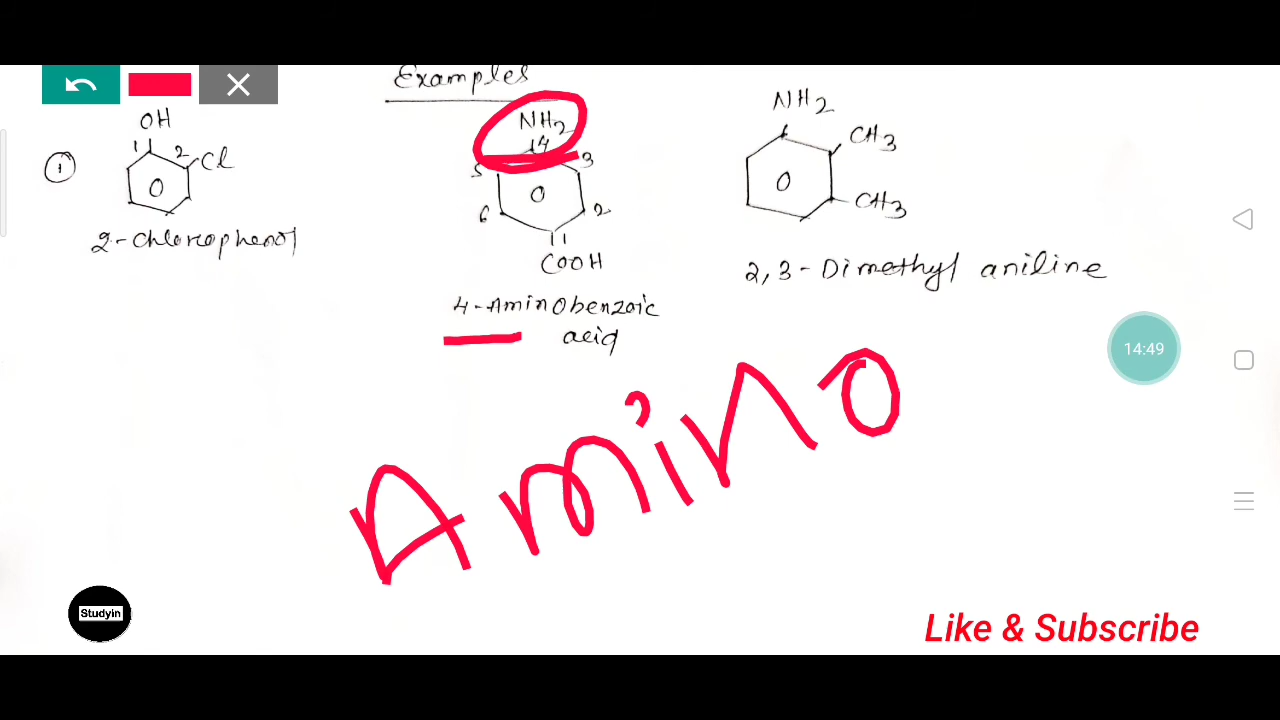 Examples
OH
1
2
Cl
①
O
2-Chlorophenol
NH2
4
3
5
O
6
2
1
COOH
4-Aminobenzoic
acid
NH2
CH3
O
CH3
2,3-Dimethyl aniline
14:49
Amino
Studyin
Like & Subscribe